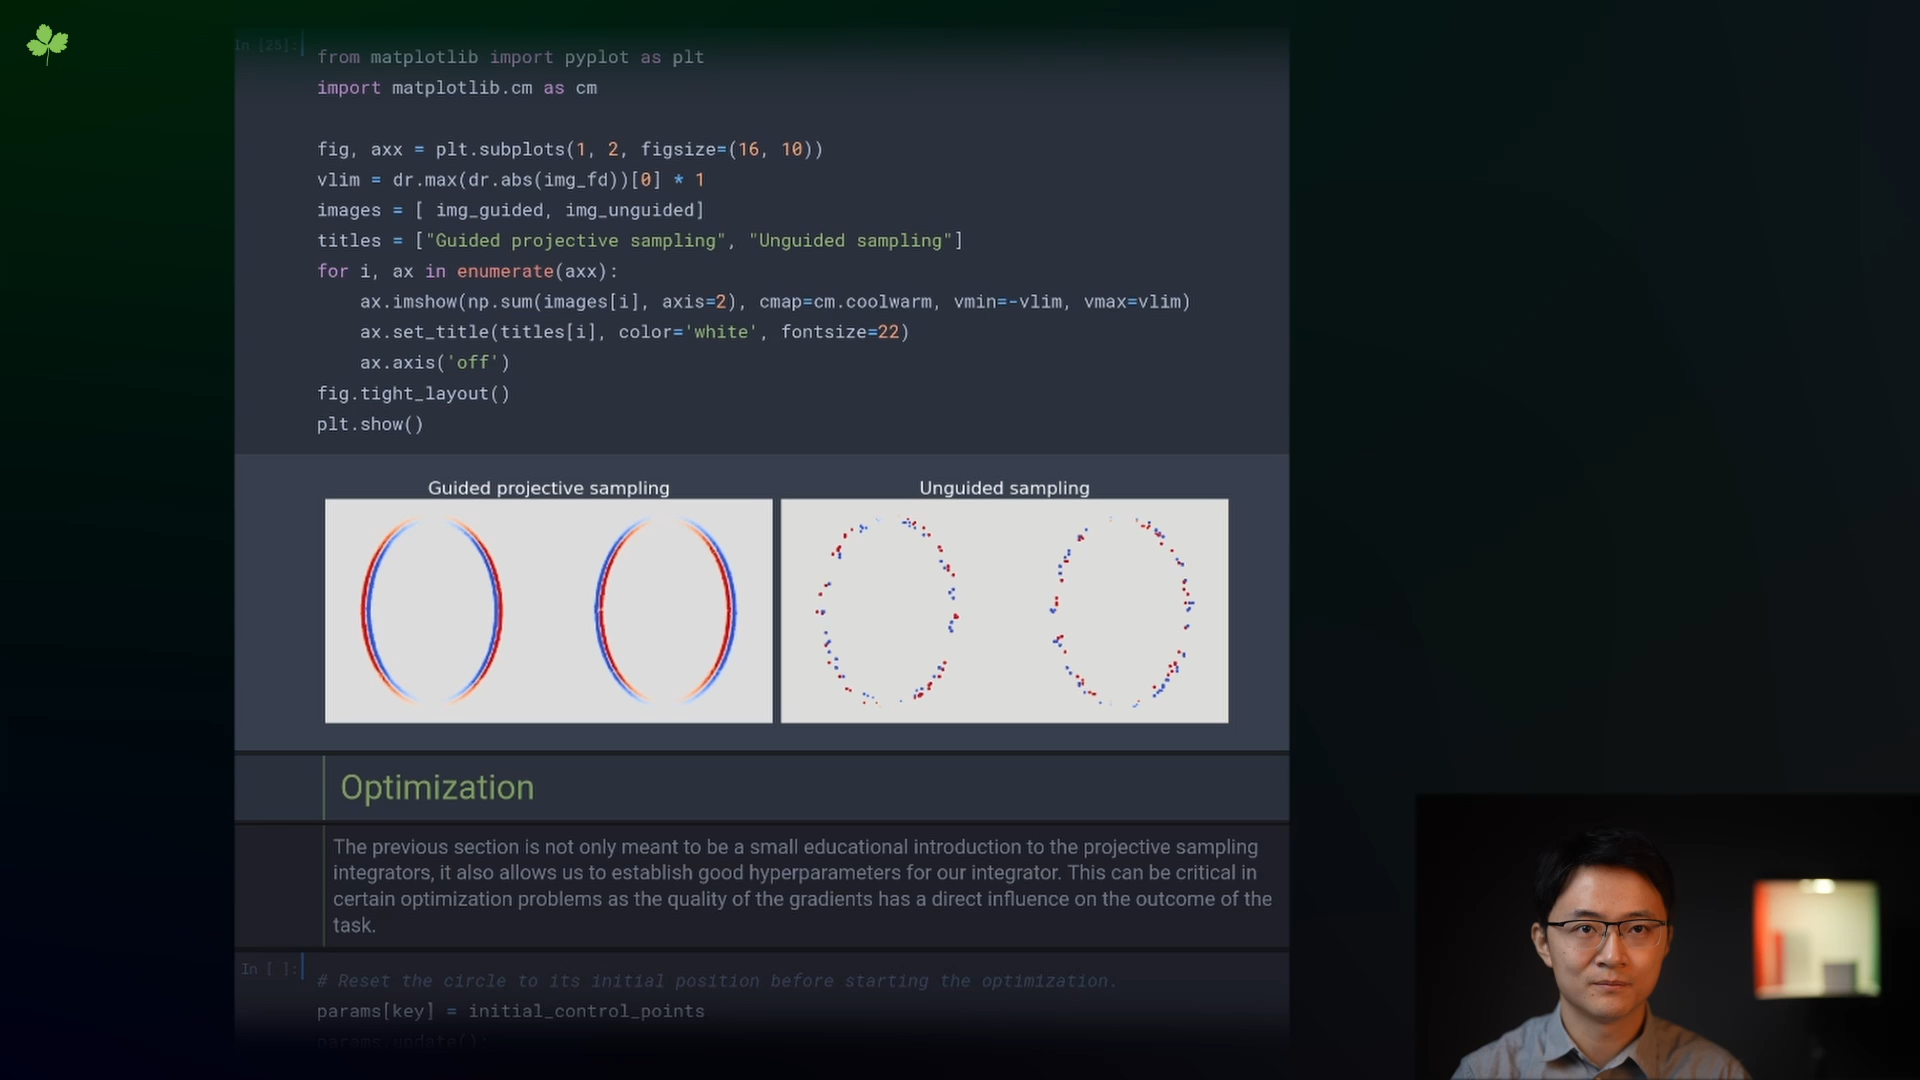 In [25]:
from matplotlib import pyplot as plt
import matplotlib.cm as cm
fig, axx = plt.subplots(1, 2, figsize=(16, 10))
vlim = dr.max(dr.abs(img_fd))[0] * 1
images = [ img_guided, img_unguided]
titles = ["Guided projective sampling", "Unguided sampling"]
for i, ax in enumerate(axx):
    ax.imshow(np.sum(images[i], axis=2), cmap=cm.coolwarm, vmin=-vlim, vmax=vlim)
    ax.set_title(titles[i], color='white', fontsize=22)
    ax.axis('off')
fig.tight_layout()
plt.show()
Guided projective sampling
Unguided sampling
Optimization
The previous section is not only meant to be a small educational introduction to the projective sampling
integrators, it also allows us to establish good hyperparameters for our integrator. This can be critical in
certain optimization problems as the quality of the gradients has a direct influence on the outcome of the
task.
In [ ]:
# Reset the circle to its initial position before starting the optimization.
params[key] = initial_control_points
params.update();